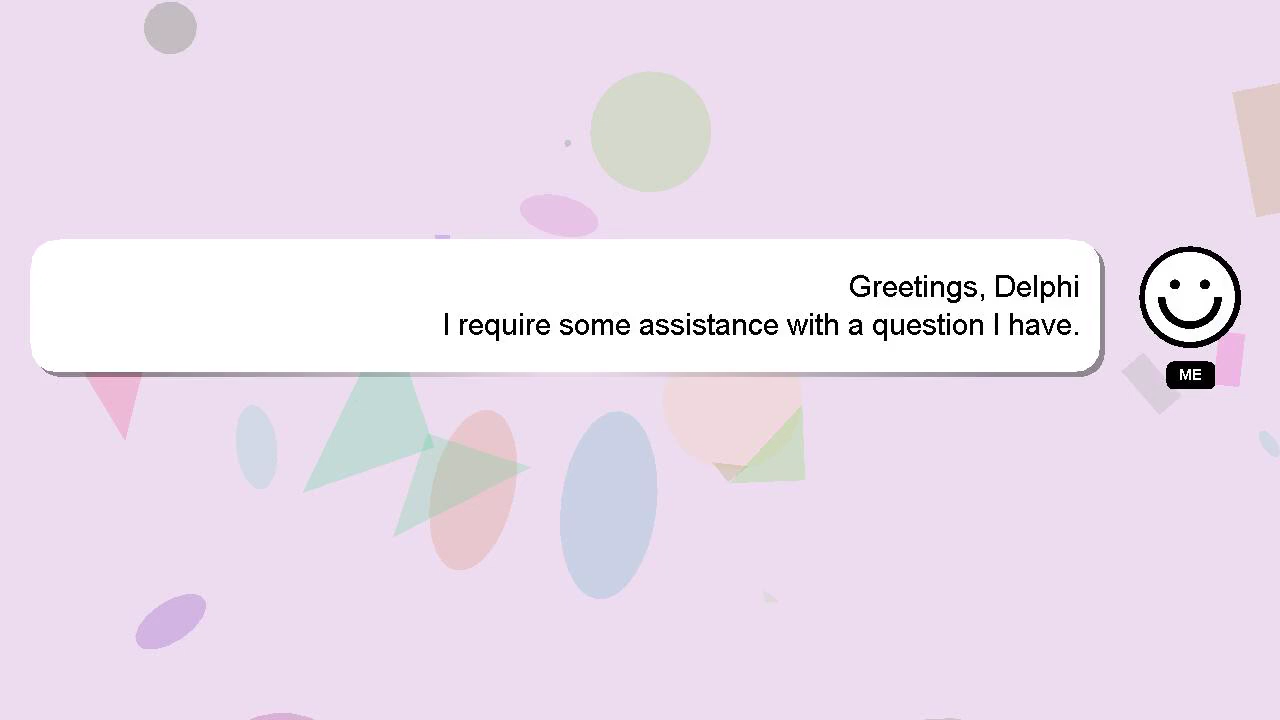 Greetings, Delphi
I require some assistance with a question I have.
ME